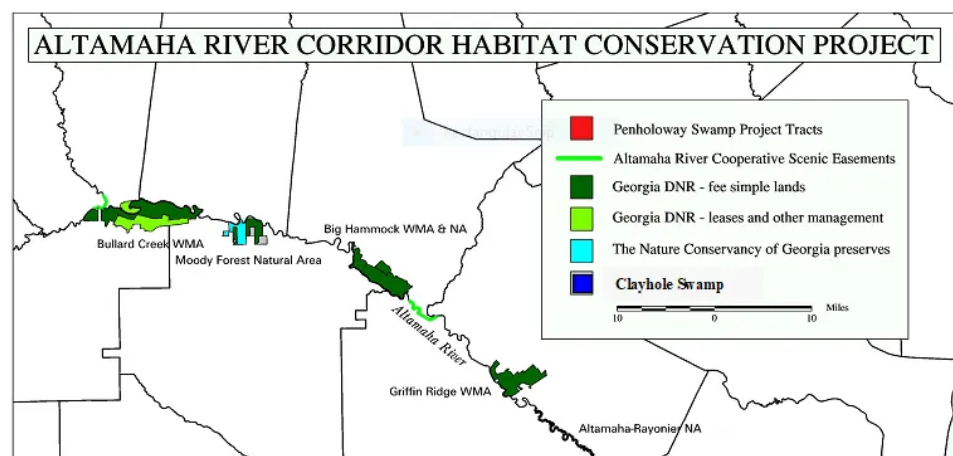 ALTAMAHA RIVER CORRIDOR HABITAT CONSERVATION PROJECT
Penholoway Swamp Project Tracts
Altamaha River Cooperative Scenic Easements
Georgia DNR - fee simple lands
Georgia DNR - leases and other management
The Nature Conservancy of Georgia preserves
Clayhole Swamp
Miles
10 0 10
Bullard Creek WMA
Moody Forest Natural Area
Big Hammock WMA & NA
Altamaha River
Griffin Ridge WMA
Altamaha-Rayonier NA